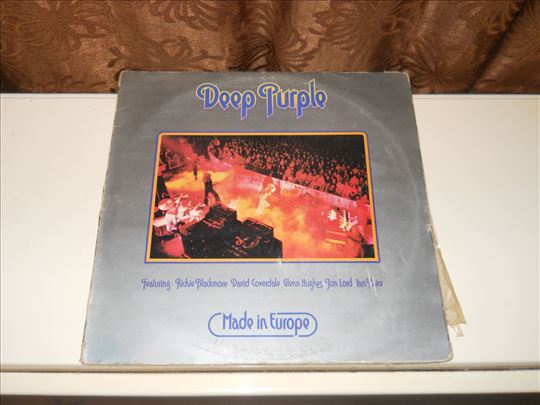 Deep Purple
Featuring: Ritchie Blackmore David Coverdale Glenn Hughes Jon Lord Ian Paice
Made in Europe